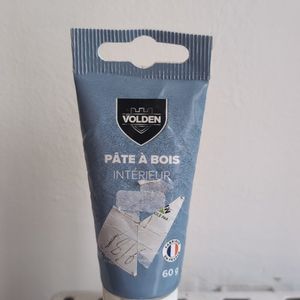 VOLDEN
PÂTE À BOIS
INTÉRIEUR
60 g